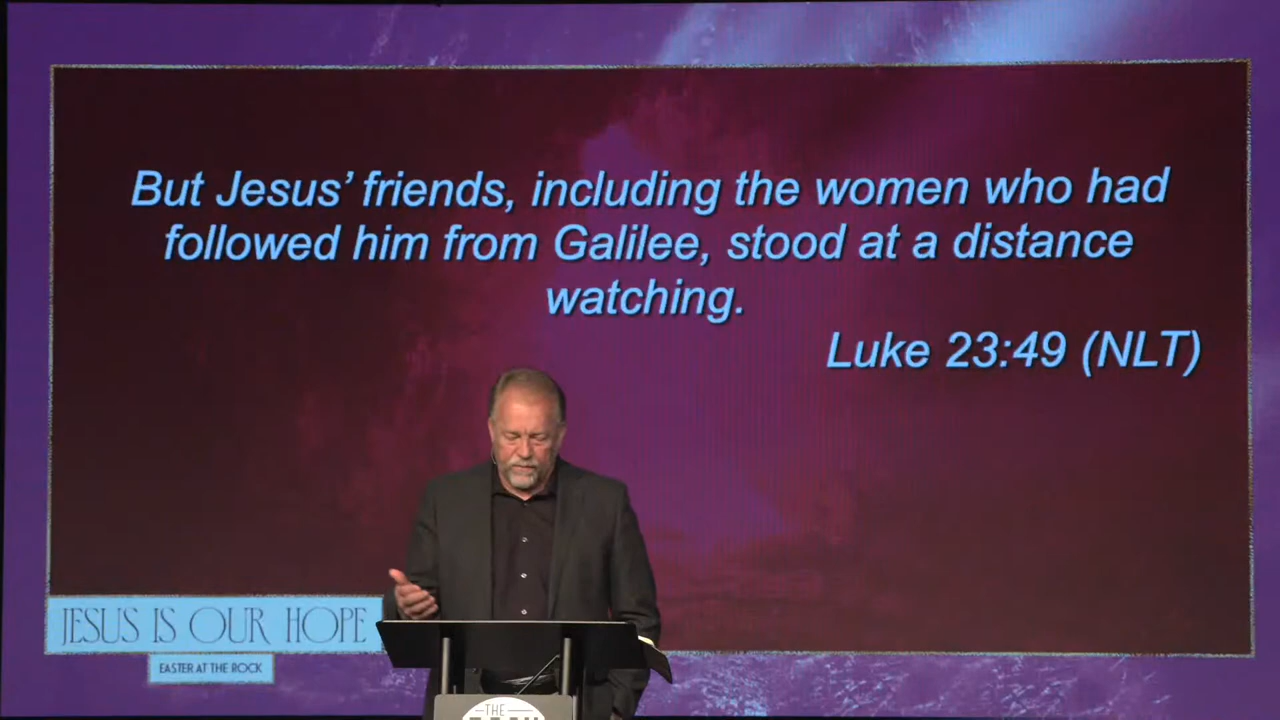 But Jesus’ friends, including the women who had
followed him from Galilee, stood at a distance
watching.
Luke 23:49 (NLT)
JESUS IS OUR HOPE
EASTER AT THE ROCK
THE